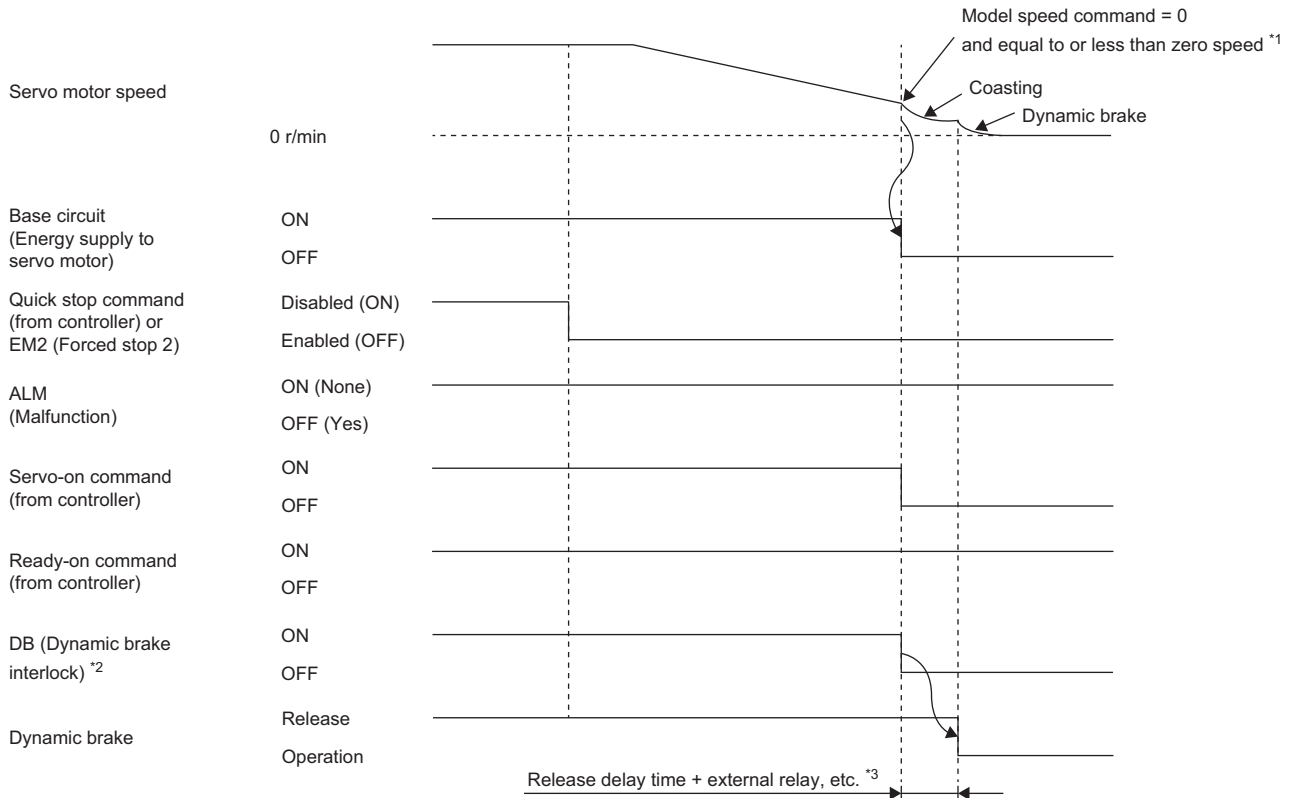 Model speed command = 0
and equal to or less than zero speed *1
Coasting
Dynamic brake
Servo motor speed
0 r/min
Base circuit
(Energy supply to
servo motor)
ON
OFF
Quick stop command
(from controller) or
EM2 (Forced stop 2)
Disabled (ON)
Enabled (OFF)
ALM
(Malfunction)
ON (None)
OFF (Yes)
Servo-on command
(from controller)
ON
OFF
Ready-on command
(from controller)
ON
OFF
DB (Dynamic brake
interlock) *2
ON
OFF
Dynamic brake
Release
Operation
Release delay time + external relay, etc. *3